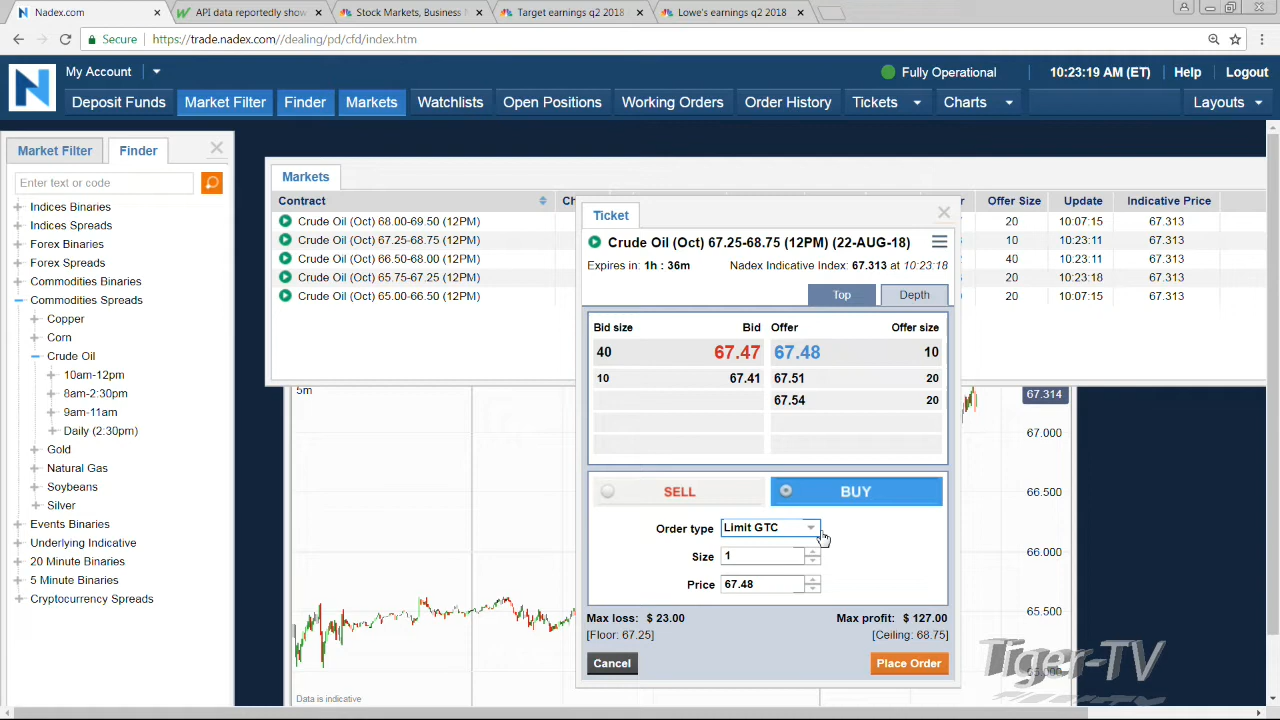 Nadex.com
API data reportedly show
Stock Markets, Business
Target earnings q2 2018
Lowe's earnings q2 2018
Secure
https://trade.nadex.com//dealing/pd/cfd/index.htm
N
My Account
Fully Operational
10:23:19 AM (ET)
Help
Logout
Deposit Funds
Market Filter
Finder
Markets
Watchlists
Open Positions
Working Orders
Order History
Tickets
Charts
Layouts
Market Filter
Finder
Enter text or code
Indices Binaries
Indices Spreads
Forex Binaries
Forex Spreads
Commodities Binaries
Commodities Spreads
Copper
Corn
Crude Oil
10am-12pm
8am-2:30pm
9am-11am
Daily (2.30pm)
Gold
Natural Gas
Soybeans
Silver
Events Binaries
Underlying Indicative
20 Minute Binaries
5 Minute Binaries
Cryptocurrency Spreads
Markets
Contract Offer Size Update Indicative Price
Crude Oil (Oct) 68.00-69.50 (12PM) 20 10:07:15 67.313
Crude Oil (Oct) 67.25-68.75 (12PM) 10 10:23:11 67.313
Crude Oil (Oct) 66.50-68.00 (12PM) 40 10:23:11 67.313
Crude Oil (Oct) 65.75-67.25 (12PM) 20 10:23:18 67.313
Crude Oil (Oct) 65.00-66.50 (12PM) 20 10:07:15 67.313
Ticket
Crude Oil (Oct) 67.25-68.75 (12PM) (22-AUG-18)
Expires in: 1h : 36m Nadex Indicative Index: 67.313 at 10:23:18
Top Depth
Bid size Bid Offer Offer size
40 67.47 67.48 10
10 67.41 67.51 20
67.54 20
SELL BUY
Order type Limit GTC
Size 1
Price 67.48
Max loss: $ 23.00 Max profit: $ 127.00
[Floor: 67.25] [Ceiling: 68.75]
Cancel Place Order
5m
67.314
67.000
66.500
66.000
65.500
65.000
Data is indicative
Tiger-TV